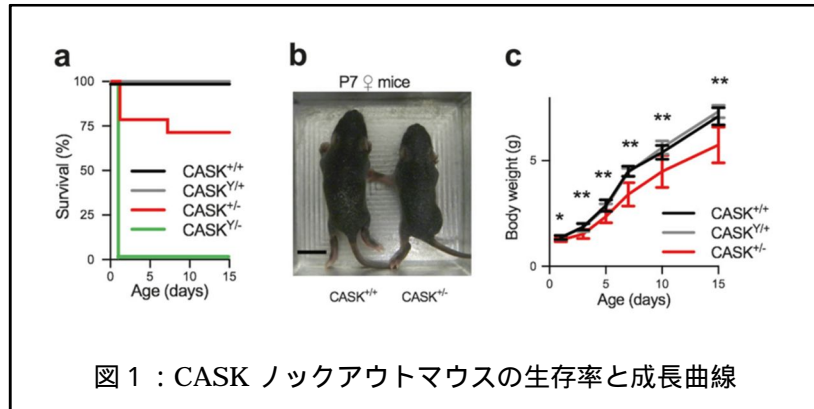 a
100
75
50
25
0
Survival (%)
CASK+/+
CASKY/+
CASK+/-
CASKY/-
0 5 10 15
Age (days)
b
P7 ♀ mice
CASK+/+ CASK+/-
c
Body weight (g)
5
0
* ** ** ** ** **
CASK+/+
CASKY/+
CASK+/-
0 5 10 15
Age (days)
図1:CASK ノックアウトマウスの生存率と成長曲線